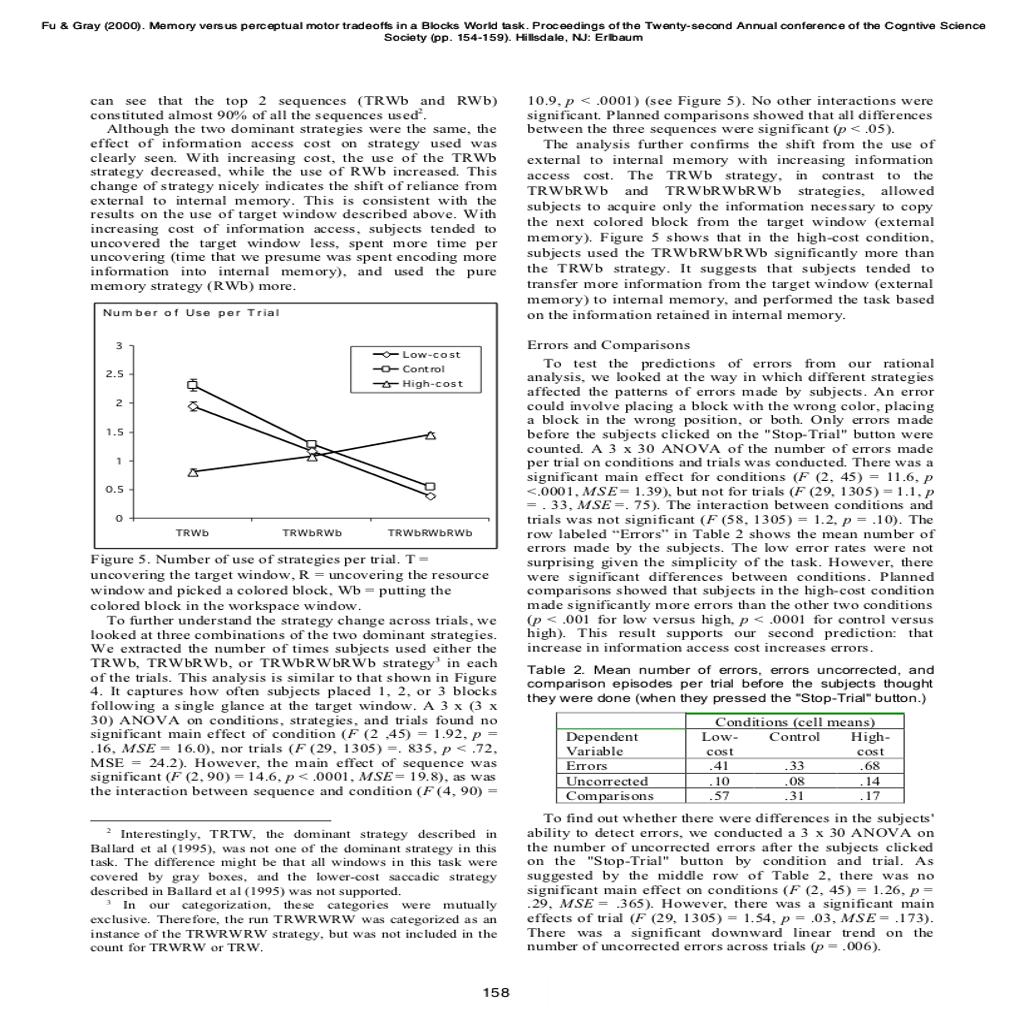 Fu & Gray (2000). Memory versus perceptual motor tradeoffs in a Blocks World task. Proceedings of the Twenty-second Annual conference of the Cogntive Science
Society (pp. 154-159). Hillsdale, NJ: Erlbaum
can see that the top 2 sequences (TRWb and RWb)
constituted almost 90% of all the sequences used2.
Although the two dominant strategies were the same, the
effect of information access cost on strategy used was
clearly seen. With increasing cost, the use of the TRWb
strategy decreased, while the use of RWb increased. This
change of strategy nicely indicates the shift of reliance from
external to internal memory. This is consistent with the
results on the use of target window described above. With
increasing cost of information access, subjects tended to
uncovered the target window less, spent more time per
uncovering (time that we presume was spent encoding more
information into internal memory), and used the pure
memory strategy (RWb) more.
Number of Use per Trial
3
2.5
2
1.5
1
0.5
0
Low-cost
Control
High-cost
TRWb
TRWbRWb
TRWbRWbRWb
Figure 5. Number of use of strategies per trial. T =
uncovering the target window, R = uncovering the resource
window and picked a colored block, Wb = putting the
colored block in the workspace window.
To further understand the strategy change across trials, we
looked at three combinations of the two dominant strategies.
We extracted the number of times subjects used either the
TRWb, TRWbRWb, or TRWbRWbRWb strategy3 in each
of the trials. This analysis is similar to that shown in Figure
4. It captures how often subjects placed 1, 2, or 3 blocks
following a single glance at the target window. A 3 x (3 x
30) ANOVA on conditions, strategies, and trials found no
significant main effect of condition (F (2 ,45) = 1.92, p =
.16, MSE = 16.0), nor trials (F (29, 1305) =. 835, p < .72,
MSE = 24.2). However, the main effect of sequence was
significant (F (2, 90) = 14.6, p < .0001, MSE = 19.8), as was
the interaction between sequence and condition (F (4, 90) =
2 Interestingly, TRTW, the dominant strategy described in
Ballard et al (1995), was not one of the dominant strategy in this
task. The difference might be that all windows in this task were
covered by gray boxes, and the lower-cost saccadic strategy
described in Ballard et al (1995) was not supported.
3 In our categorization, these categories were mutually
exclusive. Therefore, the run TRWRWRW was categorized as an
instance of the TRWRWRW strategy, but was not included in the
count for TRWRW or TRW.
10.9, p < .0001) (see Figure 5). No other interactions were
significant. Planned comparisons showed that all differences
between the three sequences were significant (p < .05).
The analysis further confirms the shift from the use of
external to internal memory with increasing information
access cost. The TRWb strategy, in contrast to the
TRWbRWb and TRWbRWbRWb strategies, allowed
subjects to acquire only the information necessary to copy
the next colored block from the target window (external
memory). Figure 5 shows that in the high-cost condition,
subjects used the TRWbRWbRWb significantly more than
the TRWb strategy. It suggests that subjects tended to
transfer more information from the target window (external
memory) to internal memory, and performed the task based
on the information retained in internal memory.
Errors and Comparisons
To test the predictions of errors from our rational
analysis, we looked at the way in which different strategies
affected the patterns of errors made by subjects. An error
could involve placing a block with the wrong color, placing
a block in the wrong position, or both. Only errors made
before the subjects clicked on the "Stop-Trial" button were
counted. A 3 x 30 ANOVA of the number of errors made
per trial on conditions and trials was conducted. There was a
significant main effect for conditions (F (2, 45) = 11.6, p
<.0001, MSE = 1.39), but not for trials (F (29, 1305) = 1.1, p
= . 33, MSE =. 75). The interaction between conditions and
trials was not significant (F (58, 1305) = 1.2, p = .10). The
row labeled “Errors” in Table 2 shows the mean number of
errors made by the subjects. The low error rates were not
surprising given the simplicity of the task. However, there
were significant differences between conditions. Planned
comparisons showed that subjects in the high-cost condition
made significantly more errors than the other two conditions
(p < .001 for low versus high, p < .0001 for control versus
high). This result supports our second prediction: that
increase in information access cost increases errors.
Table 2. Mean number of errors, errors uncorrected, and
comparison episodes per trial before the subjects thought
they were done (when they pressed the "Stop-Trial" button.)
Conditions (cell means)
Dependent Low- Control High-
Variable cost cost
Errors .41 .33 .68
Uncorrected .10 .08 .14
Comparisons .57 .31 .17
To find out whether there were differences in the subjects'
ability to detect errors, we conducted a 3 x 30 ANOVA on
the number of uncorrected errors after the subjects clicked
on the "Stop-Trial" button by condition and trial. As
suggested by the middle row of Table 2, there was no
significant main effect on conditions (F (2, 45) = 1.26, p =
.29, MSE = .365). However, there was a significant main
effects of trial (F (29, 1305) = 1.54, p = .03, MSE = .173).
There was a significant downward linear trend on the
number of uncorrected errors across trials (p = .006).
158